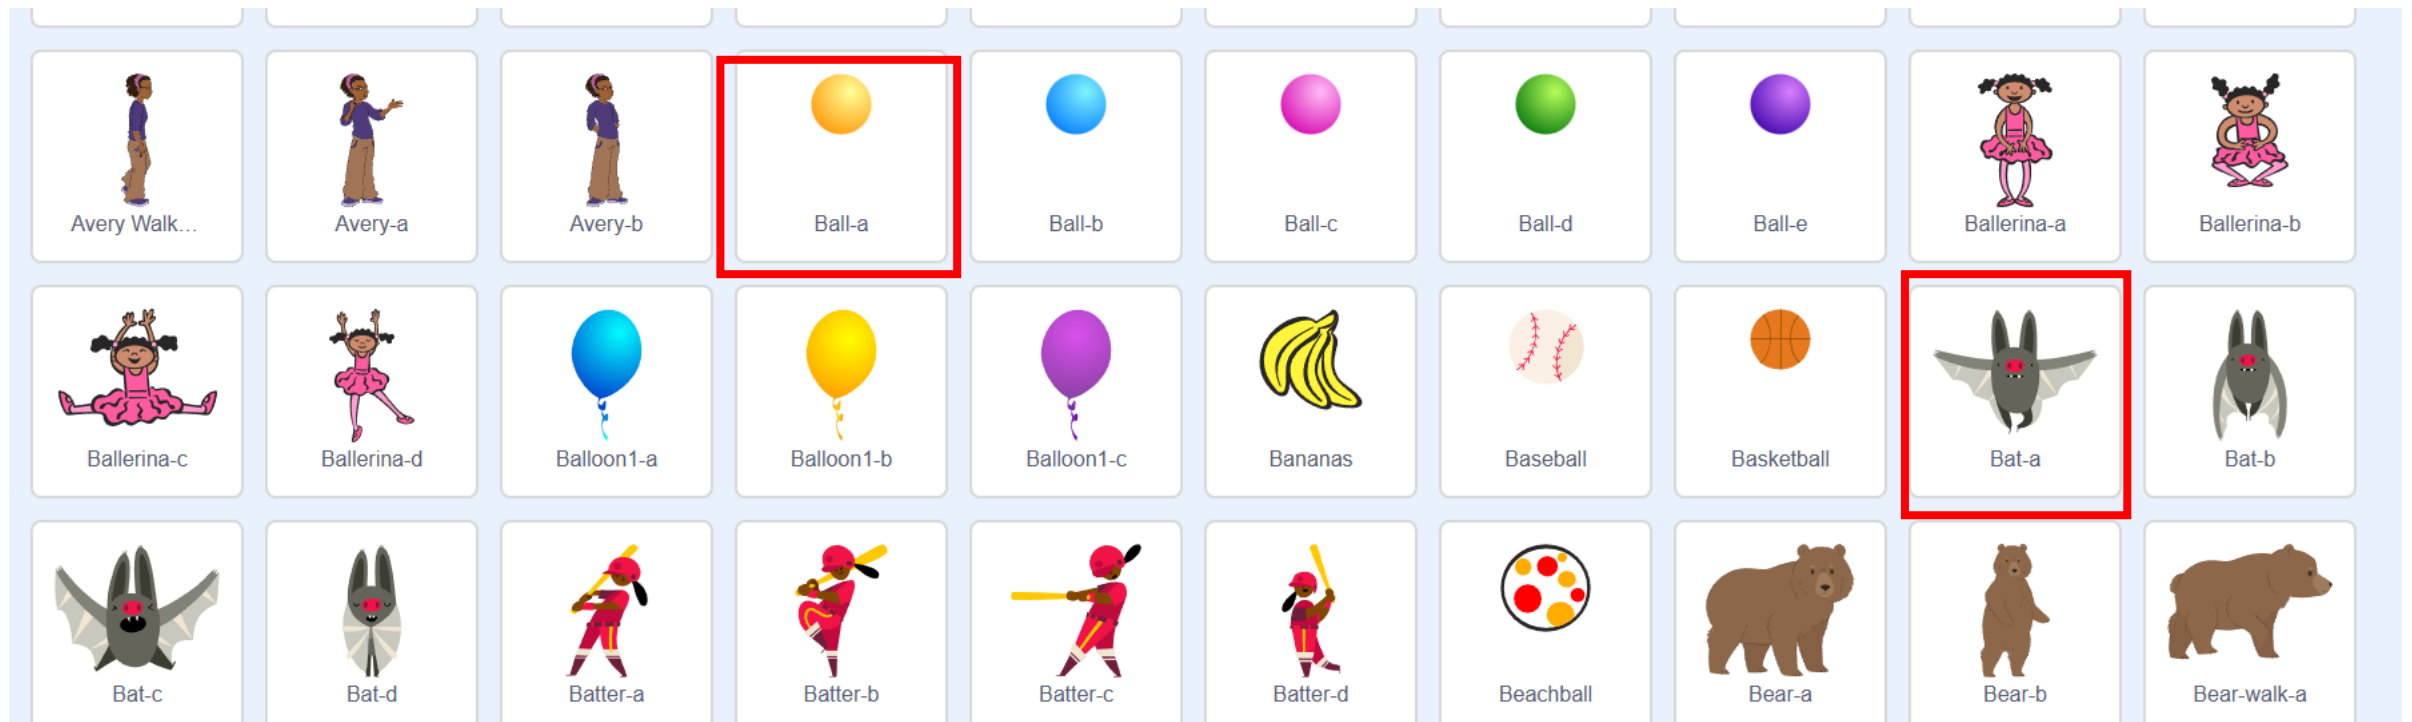 Avery Walk...
Avery-a
Avery-b
Ball-a
Ball-b
Ball-c
Ball-d
Ball-e
Ballerina-a
Ballerina-b
Ballerina-c
Ballerina-d
Balloon1-a
Balloon1-b
Balloon1-c
Bananas
Baseball
Basketball
Bat-a
Bat-b
Bat-c
Bat-d
Batter-a
Batter-b
Batter-c
Batter-d
Beachball
Bear-a
Bear-b
Bear-walk-a